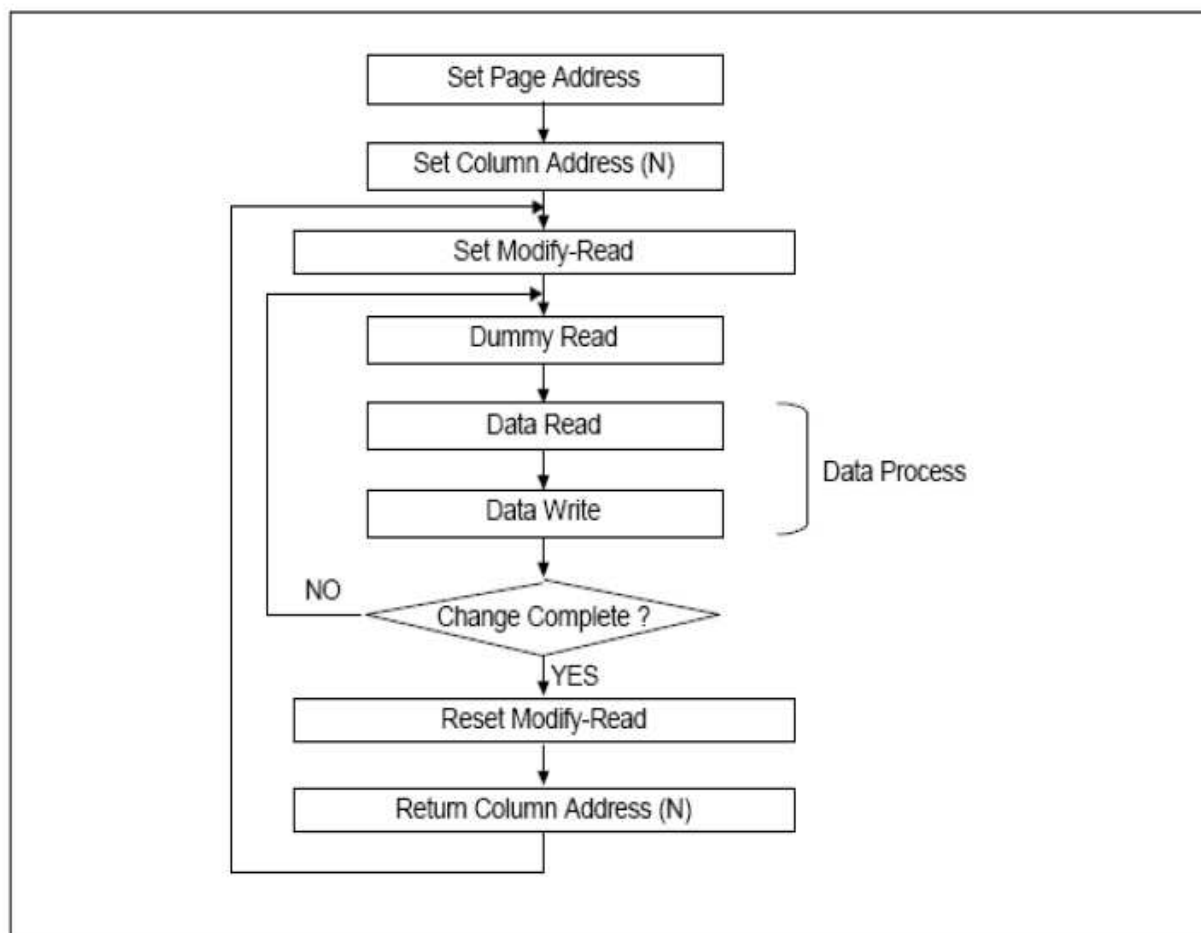 Set Page Address
Set Column Address (N)
Set Modify-Read
Dummy Read
Data Read
Data Process
Data Write
NO
Change Complete ?
YES
Reset Modify-Read
Return Column Address (N)